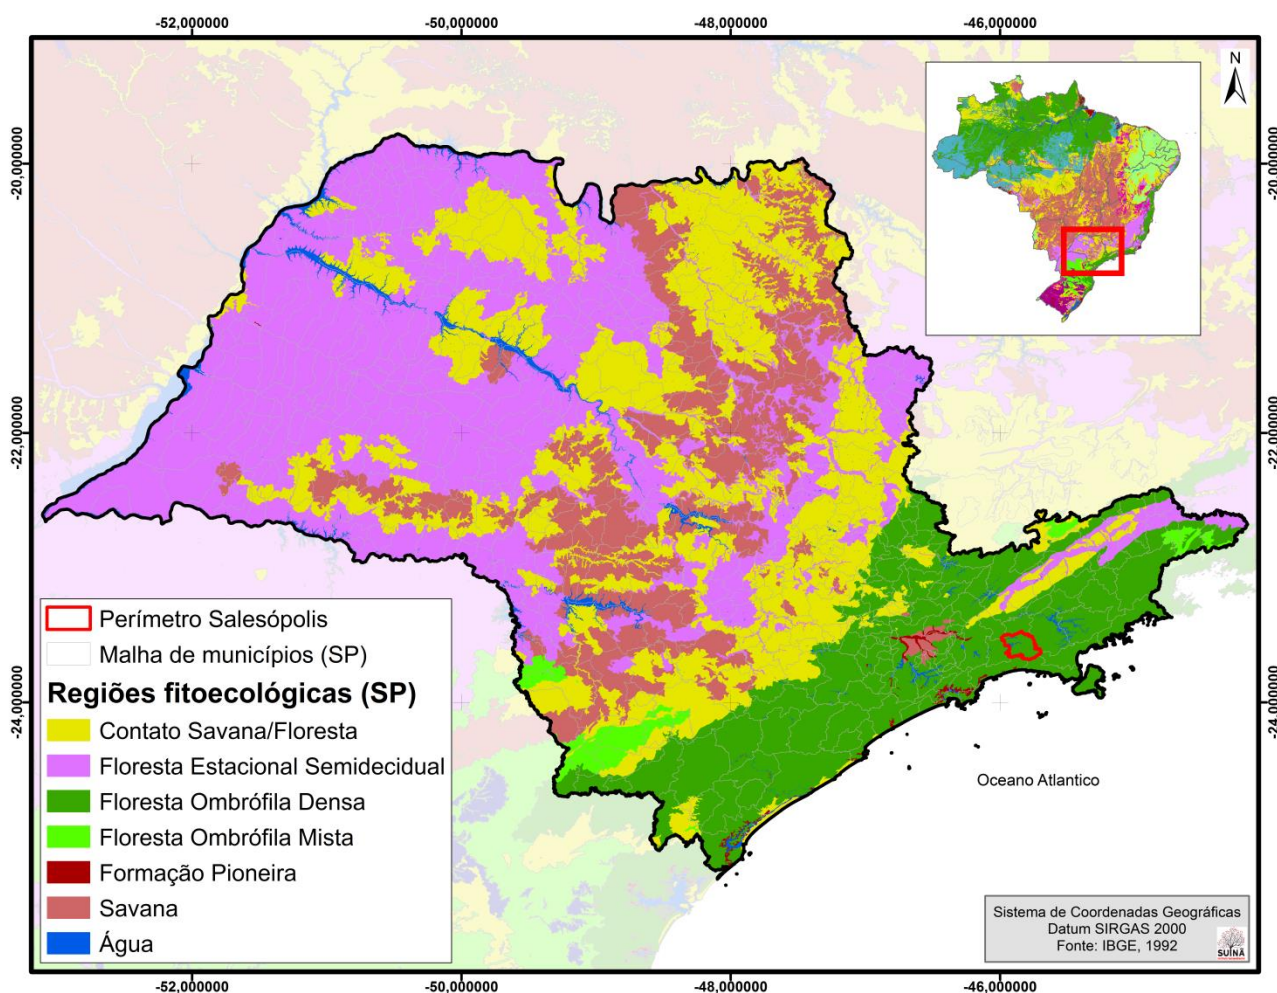 -52,000000
-50,000000
-48,000000
-46,000000
N
-20,000000
-20,000000
-22,000000
-22,000000
-24,000000
-24,000000
Perímetro Salesópolis
Malha de municípios (SP)
Regiões fitoecológicas (SP)
Contato Savana/Floresta
Floresta Estacional Semidecidual
Floresta Ombrófila Densa
Floresta Ombrófila Mista
Formação Pioneira
Savana
Água
Oceano Atlantico
Sistema de Coordenadas Geográficas
Datum SIRGAS 2000
Fonte: IBGE, 1992
SUINÃ
-52,000000
-50,000000
-48,000000
-46,000000